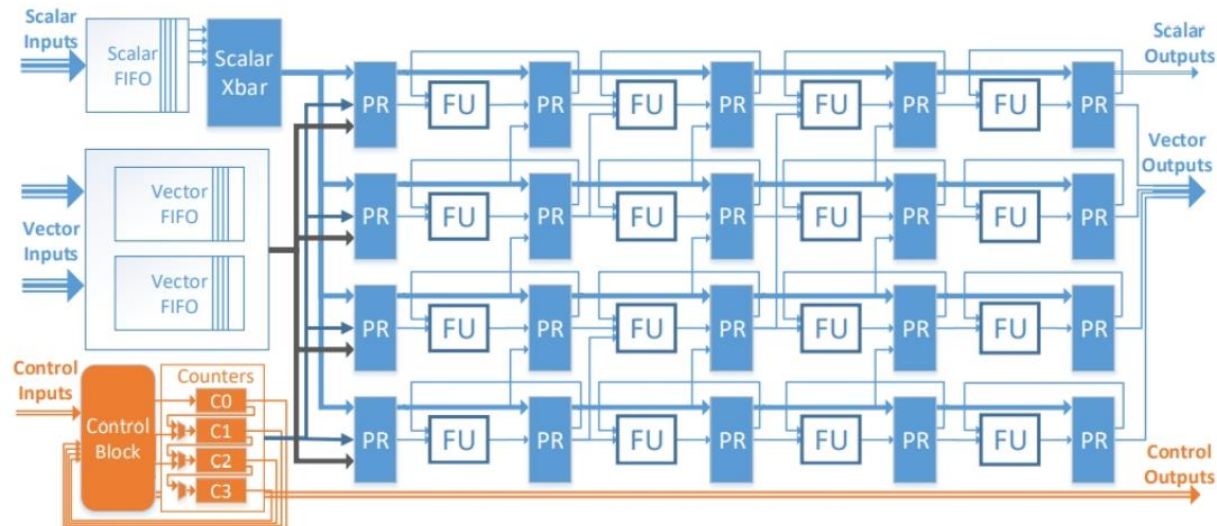 Scalar
Inputs
Scalar
FIFO
Scalar
Xbar
Scalar
Outputs
PR FU PR FU PR FU PR FU PR
Vector
FIFO
Vector
Inputs
Vector
FIFO
Vector
Outputs
PR FU PR FU PR FU PR FU PR
PR FU PR FU PR FU PR FU PR
Control
Inputs
Control
Block
Counters
C0
C1
C2
C3
PR FU PR FU PR FU PR FU PR
Control
Outputs